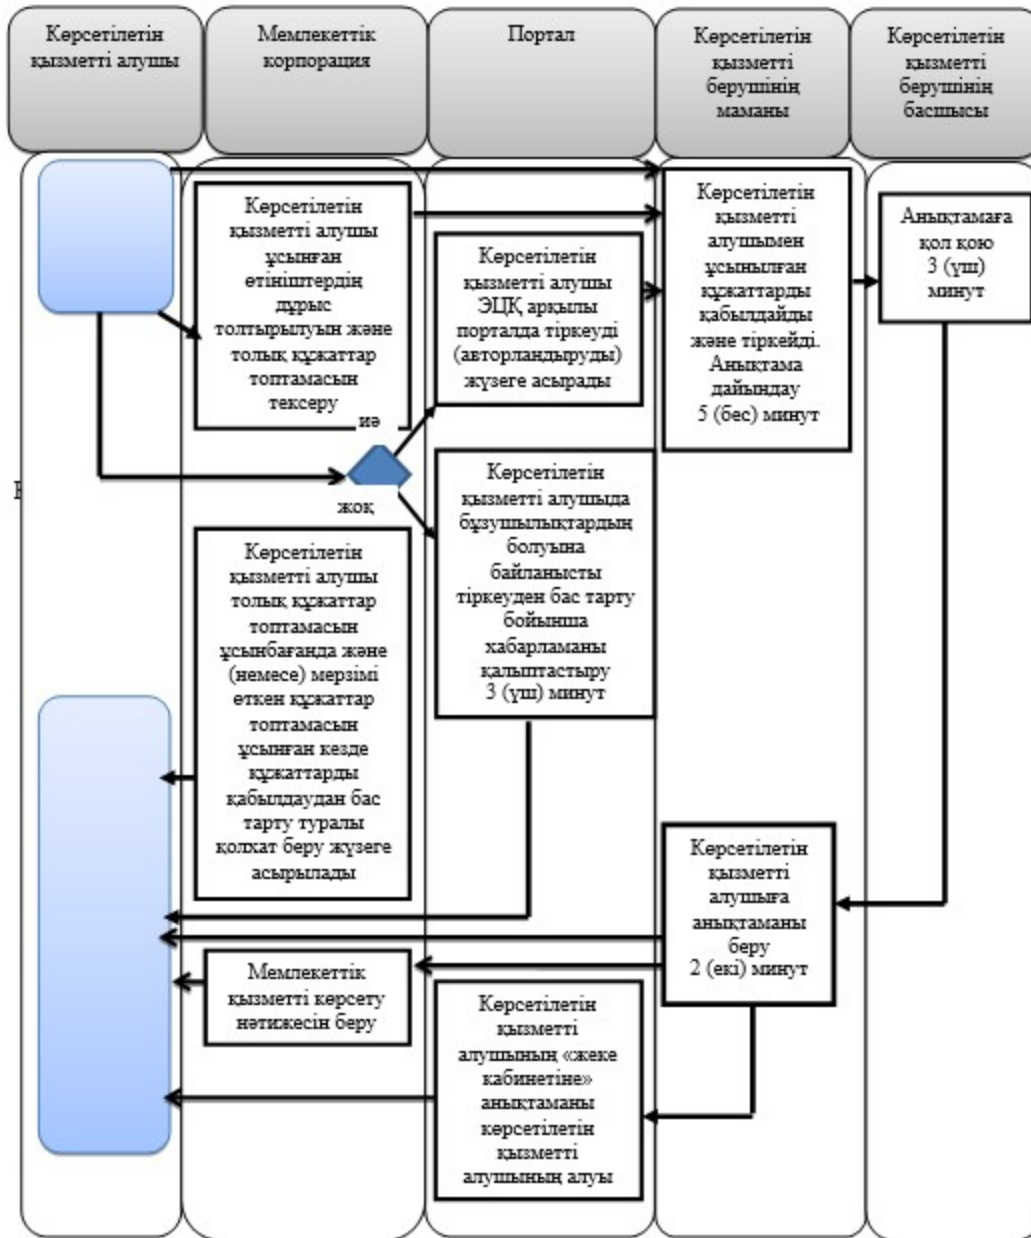 Көрсетілетін
қызметті алушы
Мемлекеттік
корпорация
Портал
Көрсетілетін
қызметті
берушінің
маманы
Көрсетілетін
қызметті
берушінің
басшысы
Көрсетілетін
қызметті алушы
ұсынған
өтініштердің
дұрыс
толтырылуын және
толық құжаттар
топтамасын
тексеру
Көрсетілетін
қызметті алушы
ЭЦҚ арқылы
порталда тіркеуді
(авторландыруды)
жүзеге асырады
Көрсетілетін
қызметті
алушымен
ұсынылған
құжаттарды
қабылдайды
және тіркейді.
Анықтама
дайындау
5 (бес) минут
Анықтамаға
қол қою
3 (үш)
минут
иә
жоқ
Көрсетілетін
қызметті алушыда
бұзушылықтардың
болуына
байланысты
тіркеуден бас тарту
бойынша
хабарламаны
қалыптастыру
3 (үш) минут
Көрсетілетін
қызметті алушы
толық құжаттар
топтамасын
ұсынбағанда және
(немесе) мерзімі
өткен құжаттар
топтамасын
ұсынған кезде
құжаттарды
қабылдаудан бас
тарту туралы
қолхат беру жүзеге
асырылады
Көрсетілетін
қызметті
алушыға
анықтаманы
беру
2 (екі) минут
Мемлекеттік
қызметті көрсету
нәтижесін беру
Көрсетілетін
қызметті
алушының «жеке
кабинетіне»
анықтаманы
көрсетілетін
қызметті
алушының алуы